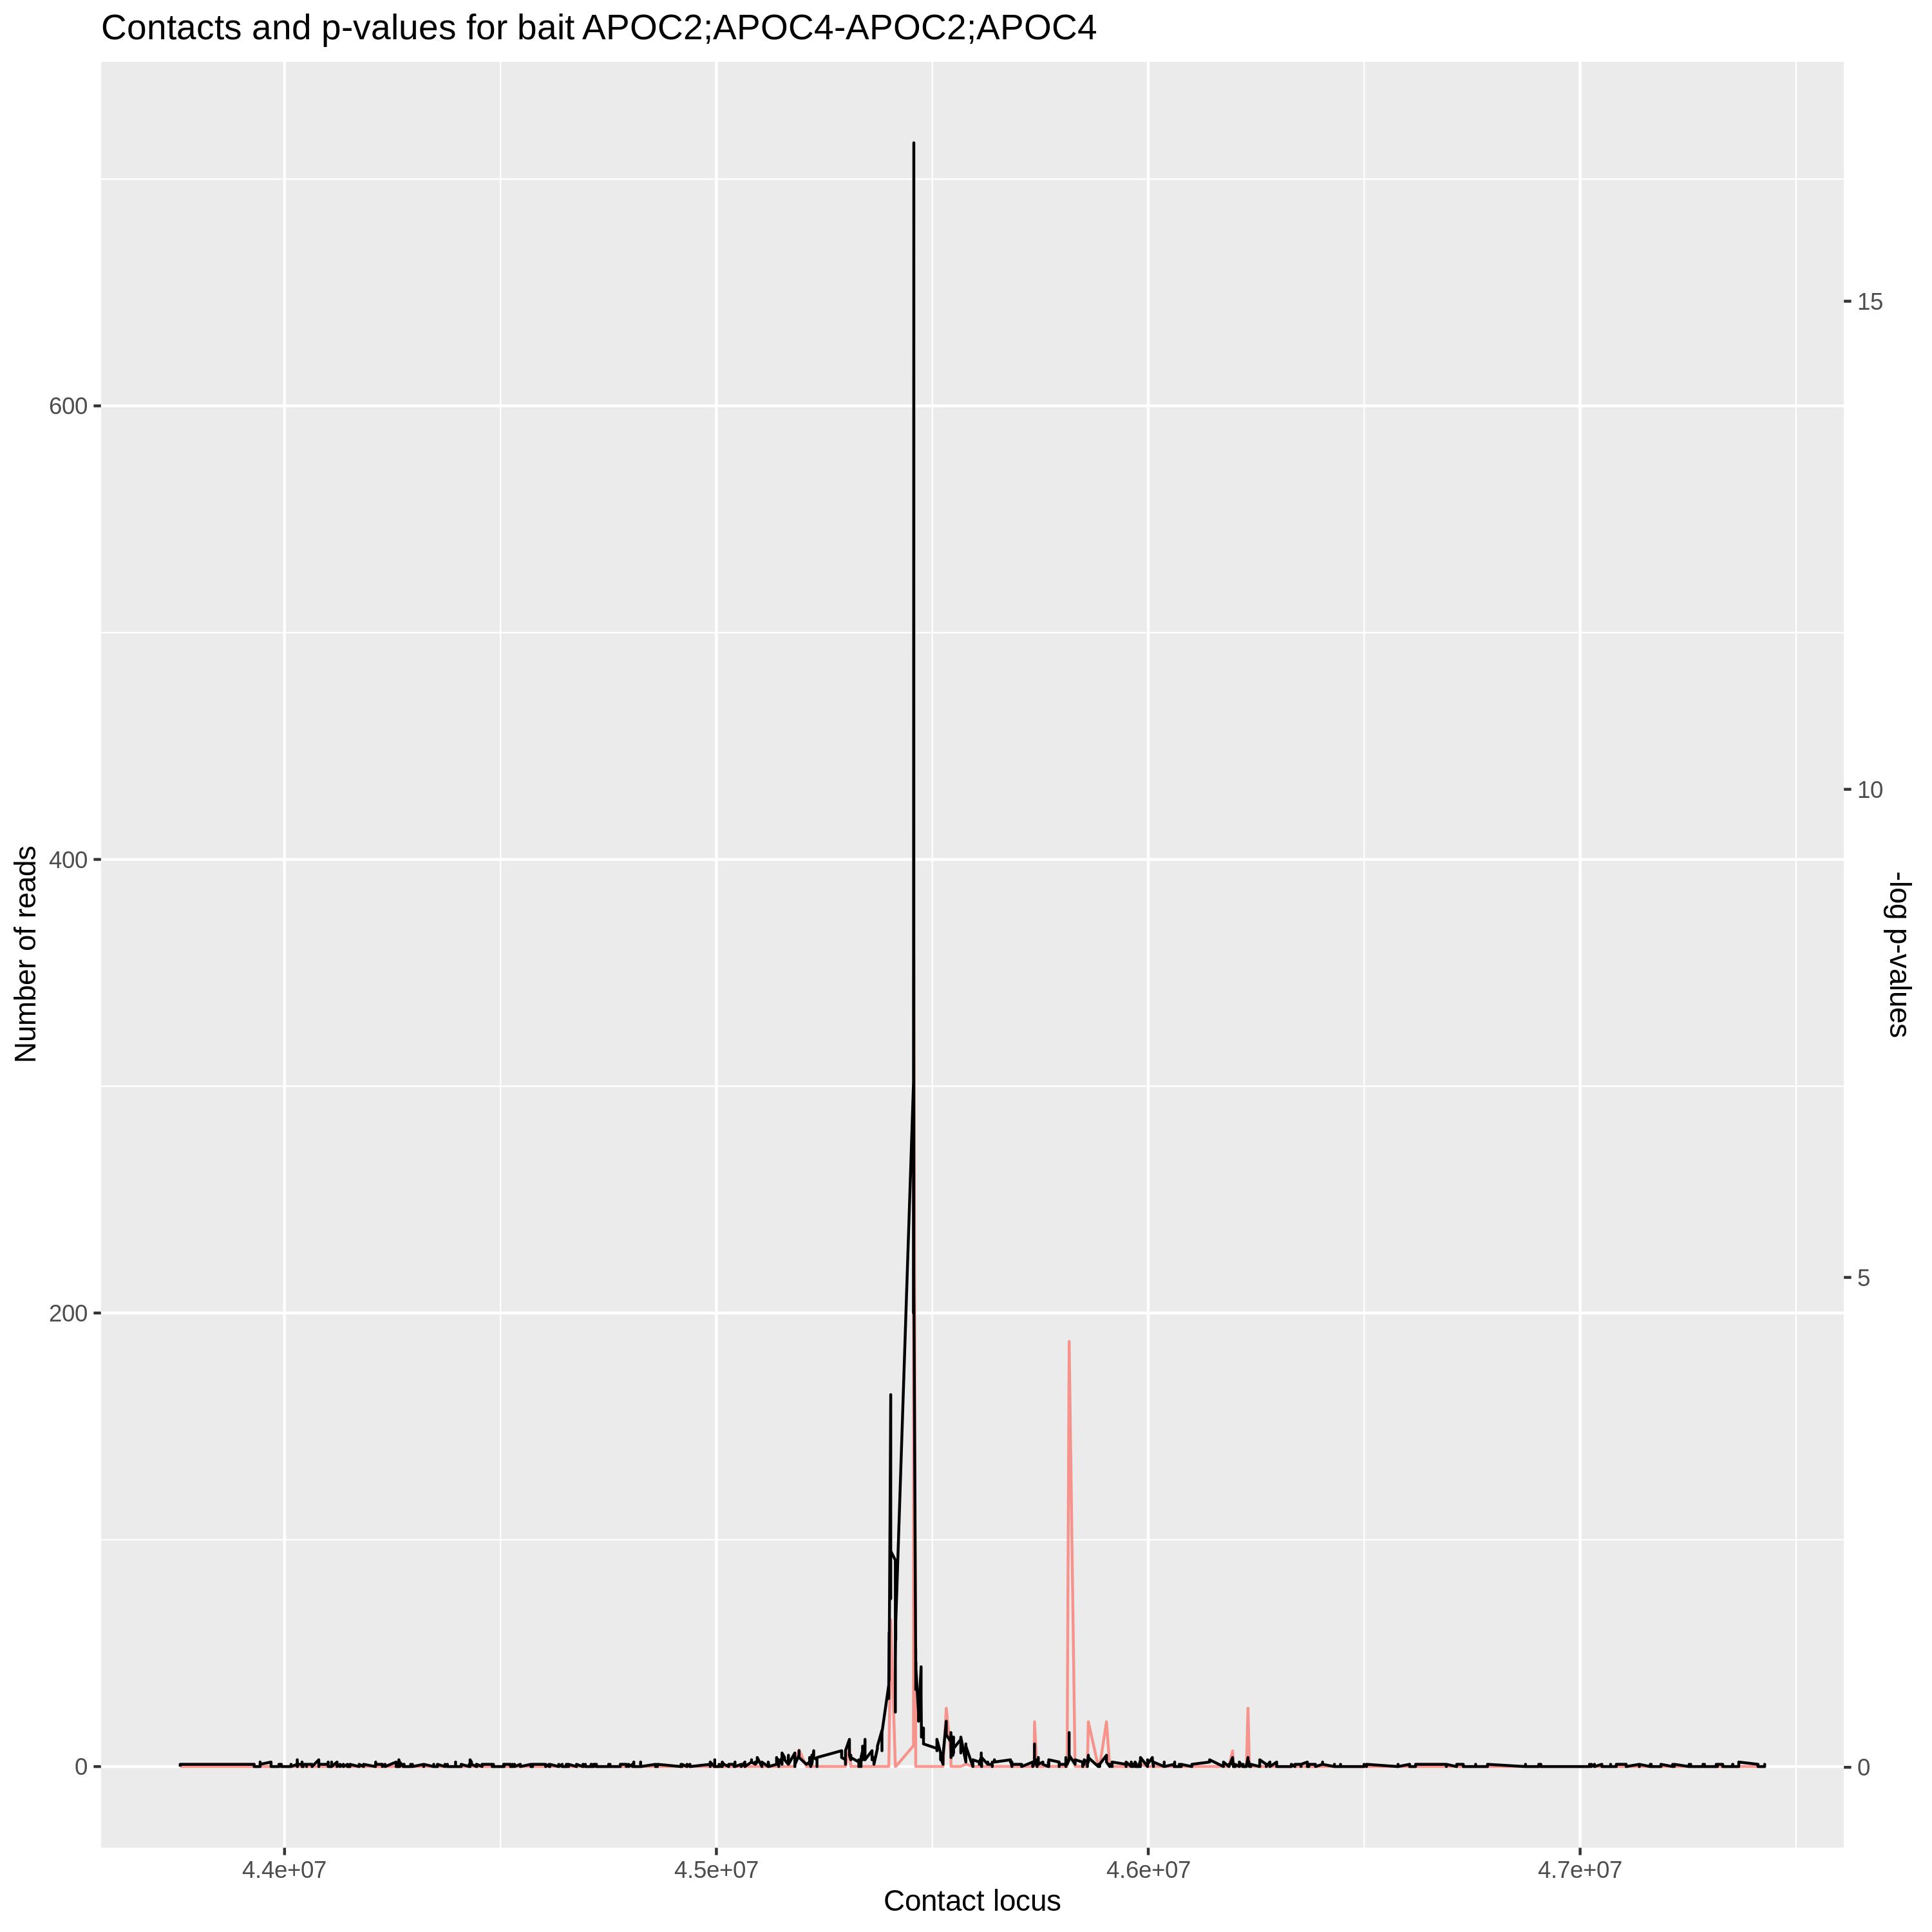 Contacts and p-values for bait APOC2;APOC4-APOC2;APOC4
600
400
200
0
Number of reads
15
10
5
0
-log p-values
4.4e+07
4.5e+07
4.6e+07
4.7e+07
Contact locus